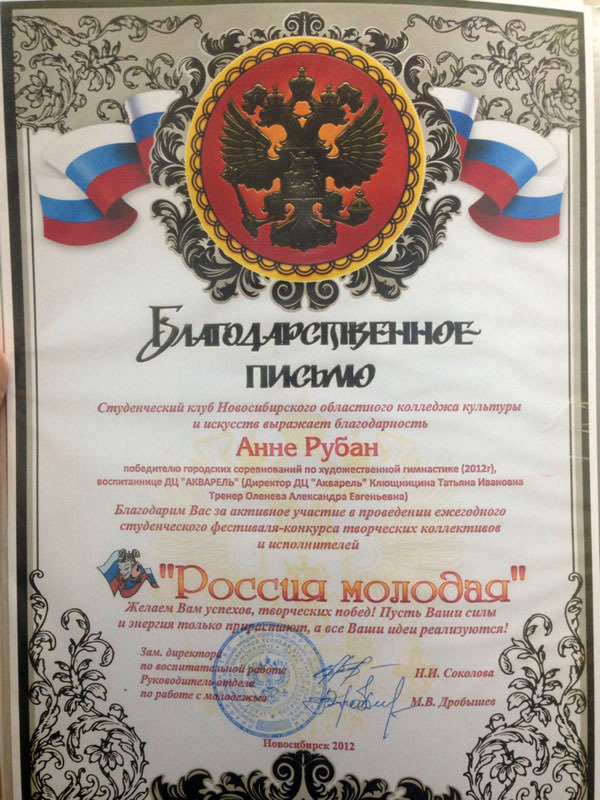 Благодарственное
письмо
Студенческий клуб Новосибирского областного колледжа культуры
и искусств выражает благодарность
Анне Рубан
победителю городских соревнований по художественной гимнастике (2012г),
воспитаннице ДЦ "АКВАРЕЛЬ" (Директор ДЦ "Акварель" Клющницина Татьяна Ивановна
Тренер Оленева Александра Евгеньевна)
Благодарим Вас за активное участие в проведении ежегодного
студенческого фестиваля-конкурса творческих коллективов
и исполнителей
"Россия молодая"
Желаем Вам успехов, творческих побед! Пусть Ваши силы
и энергия только прирастают, а все Ваши идеи реализуются!
Зам. директора
по воспитательной работе Н.И. Соколова
Руководитель отдела
по работе с молодежью М.В. Дробышев
Новосибирск 2012